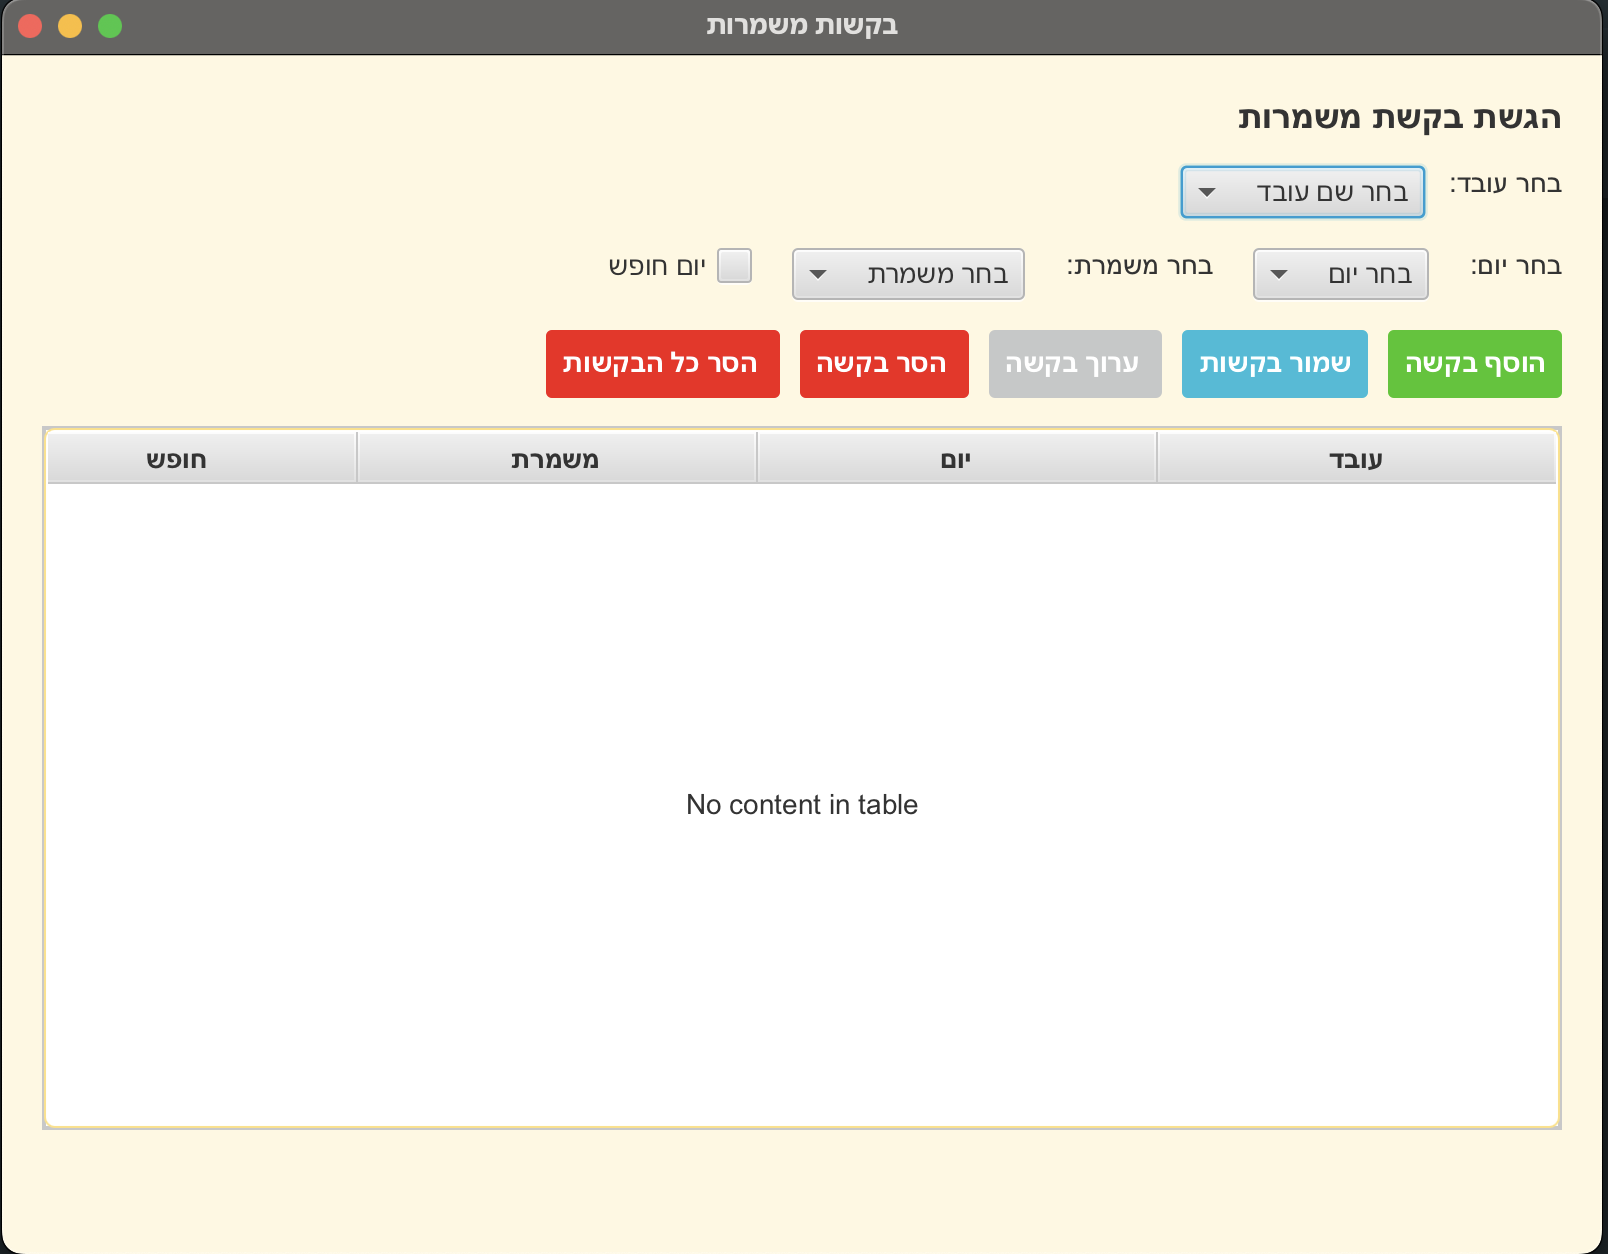 בקשות משמרות
הגשת בקשת משמרות
בחר עובד: בחר שם עובד
בחר יום: בחר יום בחר משמרת: בחר משמרת יום חופש
הוסף בקשה שמור בקשות ערוך בקשה הסר בקשה הסר כל הבקשות
עובד יום משמרת חופש
No content in table